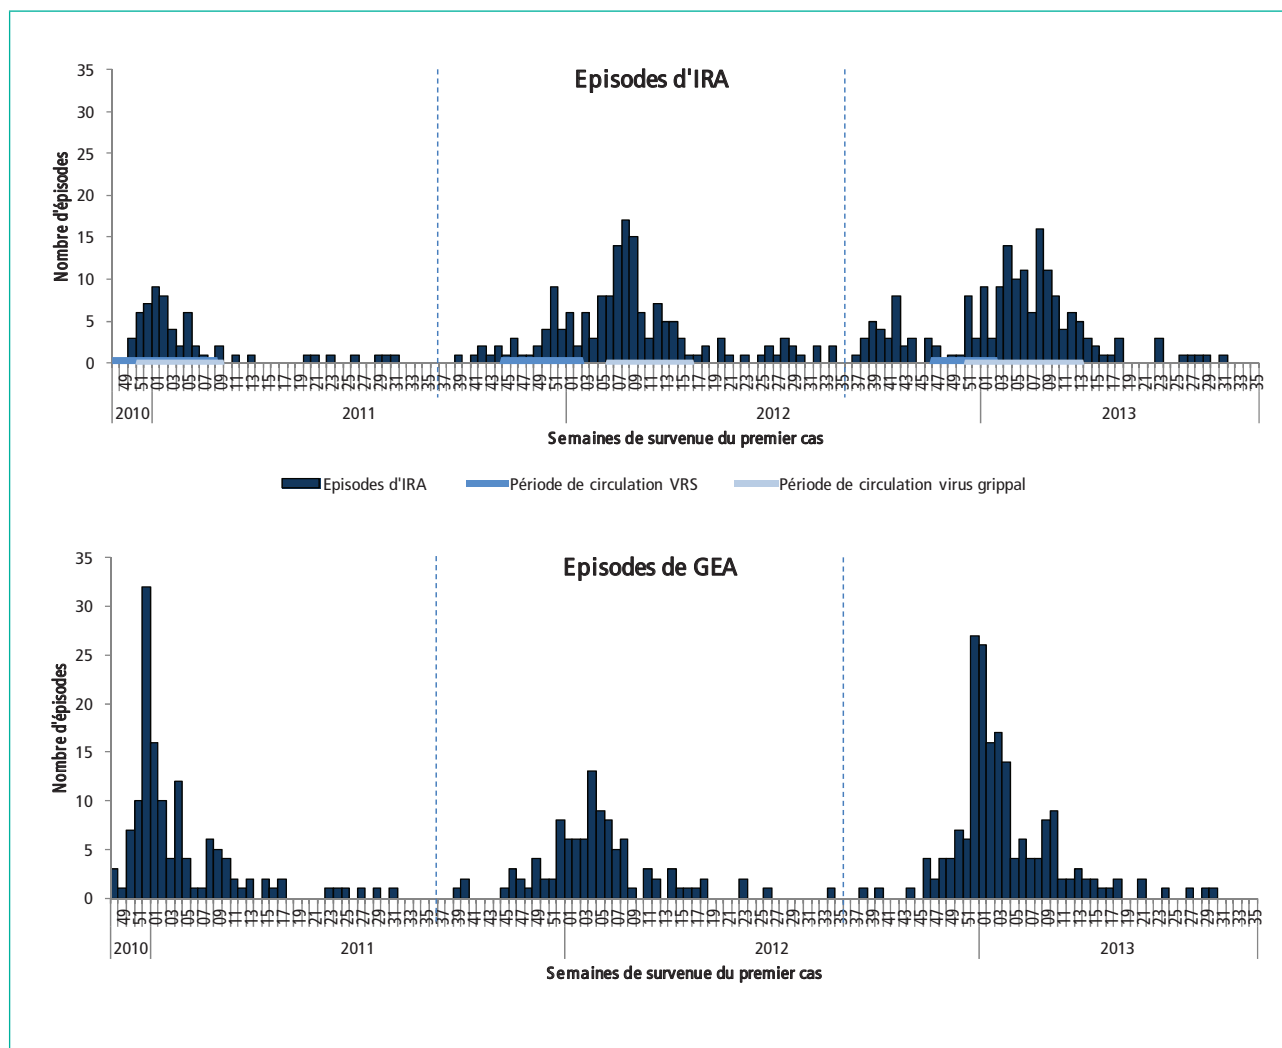 Episodes d'IRA
35
30
25
20
15
10
5
0
Nombre d'épisodes
49 51 01 03 05 07 09 11 13 15 17 19 21 23 25 27 29 31 33 35 37 39 41 43 45 47 49 51 01 03 05 07 09 11 13 15 17 19 21 23 25 27 29 31 33 35 37 39 41 43 45 47 49 51 01 03 05 07 09 11 13 15 17 19 21 23 25 27 29 31 33 35
2010 2011 2012 2013
Semaines de survenue du premier cas
Episodes d'IRA Période de circulation VRS Période de circulation virus grippal
Episodes de GEA
35
30
25
20
15
10
5
0
Nombre d'épisodes
49 51 01 03 05 07 09 11 13 15 17 19 21 23 25 27 29 31 33 35 37 39 41 43 45 47 49 51 01 03 05 07 09 11 13 15 17 19 21 23 25 27 29 31 33 35 37 39 41 43 45 47 49 51 01 03 05 07 09 11 13 15 17 19 21 23 25 27 29 31 33 35
2010 2011 2012 2013
Semaines de survenue du premier cas